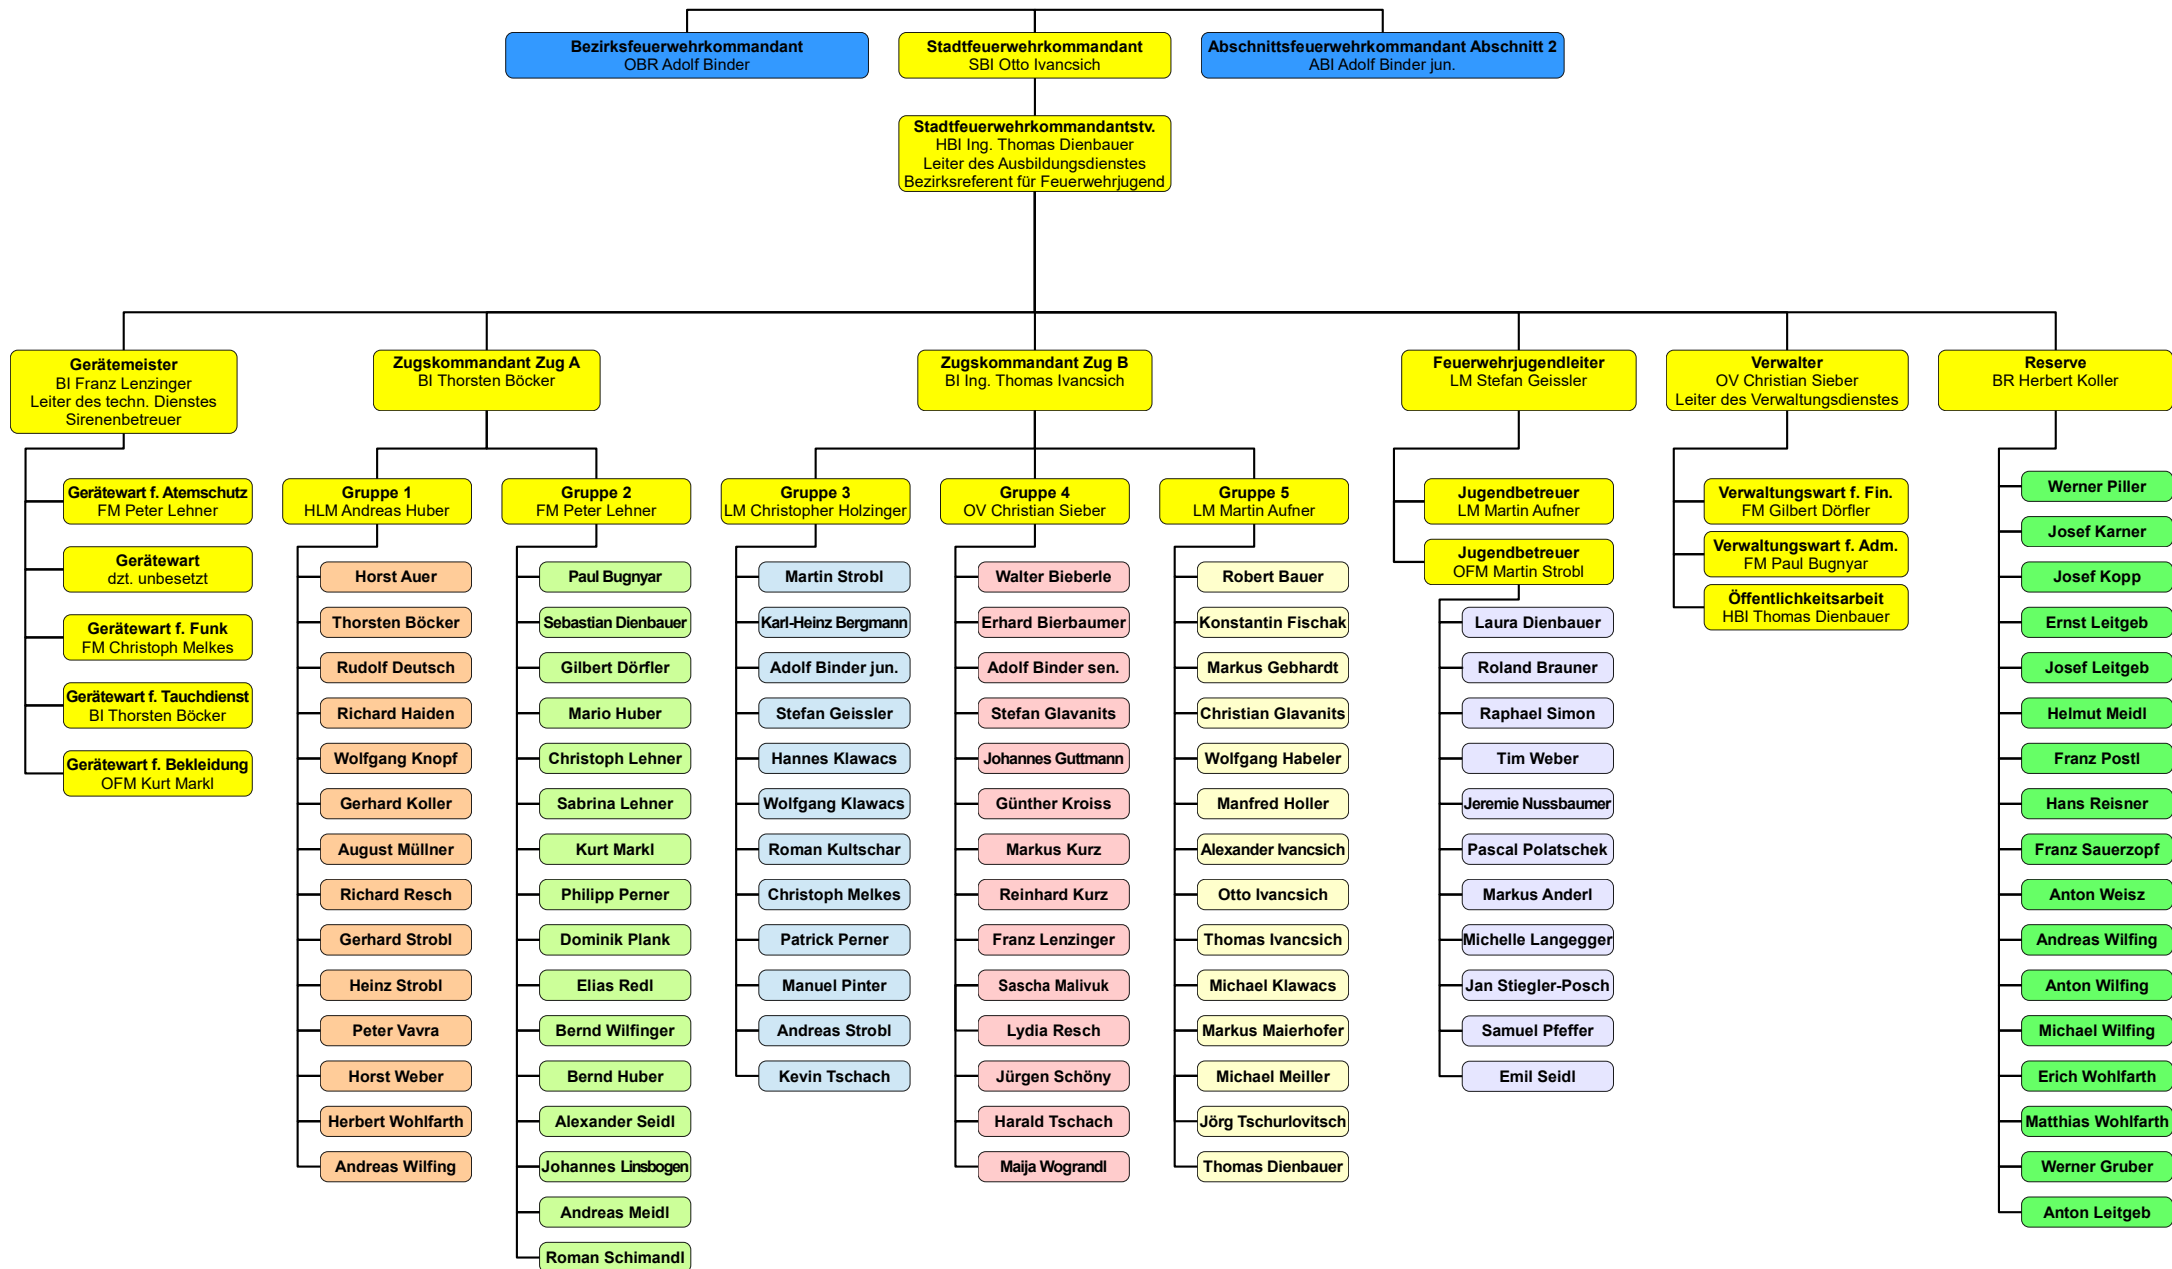 Bezirksfeuerwehrkommandant
OBR Adolf Binder
Stadtfeuerwehrkommandant
SBI Otto Ivancsich
Abschnittsfeuerwehrkommandant Abschnitt 2
ABI Adolf Binder jun.
Stadtfeuerwehrkommandantstv.
HBI Ing. Thomas Dienbauer
Leiter des Ausbildungsdienstes
Bezirksreferent für Feuerwehrjugend
Gerätemeister
BI Franz Lenzinger
Leiter des techn. Dienstes
Sirenenbetreuer
Gerätewart f. Atemschutz
FM Peter Lehner
Gerätewart
dzt. unbesetzt
Gerätewart f. Funk
FM Christoph Melkes
Gerätewart f. Tauchdienst
BI Thorsten Böcker
Gerätewart f. Bekleidung
OFM Kurt Markl
Zugskommandant Zug A
BI Thorsten Böcker
Gruppe 1
HLM Andreas Huber
Horst Auer
Thorsten Böcker
Rudolf Deutsch
Richard Haiden
Wolfgang Knopf
Gerhard Koller
August Müllner
Richard Resch
Gerhard Strobl
Heinz Strobl
Peter Vavra
Horst Weber
Herbert Wohlfarth
Andreas Wilfing
Gruppe 2
FM Peter Lehner
Paul Bugnyar
Sebastian Dienbauer
Gilbert Dörfler
Mario Huber
Christoph Lehner
Sabrina Lehner
Kurt Markl
Philipp Perner
Dominik Plank
Elias Redl
Bernd Wilfinger
Bernd Huber
Alexander Seidl
Johannes Linsbogen
Andreas Meidl
Roman Schimandl
Zugskommandant Zug B
BI Ing. Thomas Ivancsich
Gruppe 3
LM Christopher Holzinger
Martin Strobl
Karl-Heinz Bergmann
Adolf Binder jun.
Stefan Geissler
Hannes Klawacs
Wolfgang Klawacs
Roman Kultschar
Christoph Melkes
Patrick Perner
Manuel Pinter
Andreas Strobl
Kevin Tschach
Gruppe 4
OV Christian Sieber
Walter Bieberle
Erhard Bierbaumer
Adolf Binder sen.
Stefan Glavanits
Johannes Guttmann
Günther Kroiss
Markus Kurz
Reinhard Kurz
Franz Lenzinger
Sascha Malivuk
Lydia Resch
Jürgen Schöny
Harald Tschach
Maija Wograndl
Gruppe 5
LM Martin Aufner
Robert Bauer
Konstantin Fischak
Markus Gebhardt
Christian Glavanits
Wolfgang Habeler
Manfred Holler
Alexander Ivancsich
Otto Ivancsich
Thomas Ivancsich
Michael Klawacs
Markus Maierhofer
Michael Meiller
Jörg Tschurlovitsch
Thomas Dienbauer
Feuerwehrjugendleiter
LM Stefan Geissler
Jugendbetreuer
LM Martin Aufner
Jugendbetreuer
OFM Martin Strobl
Laura Dienbauer
Roland Brauner
Raphael Simon
Tim Weber
Jeremie Nussbaumer
Pascal Polatschek
Markus Anderl
Michelle Langegger
Jan Stiegler-Posch
Samuel Pfeffer
Emil Seidl
Verwalter
OV Christian Sieber
Leiter des Verwaltungsdienstes
Verwaltungswart f. Fin.
FM Gilbert Dörfler
Verwaltungswart f. Adm.
FM Paul Bugnyar
Öffentlichkeitsarbeit
HBI Thomas Dienbauer
Reserve
BR Herbert Koller
Werner Piller
Josef Karner
Josef Kopp
Ernst Leitgeb
Josef Leitgeb
Helmut Meidl
Franz Postl
Hans Reisner
Franz Sauerzopf
Anton Weisz
Andreas Wilfing
Anton Wilfing
Michael Wilfing
Erich Wohlfarth
Matthias Wohlfarth
Werner Gruber
Anton Leitgeb